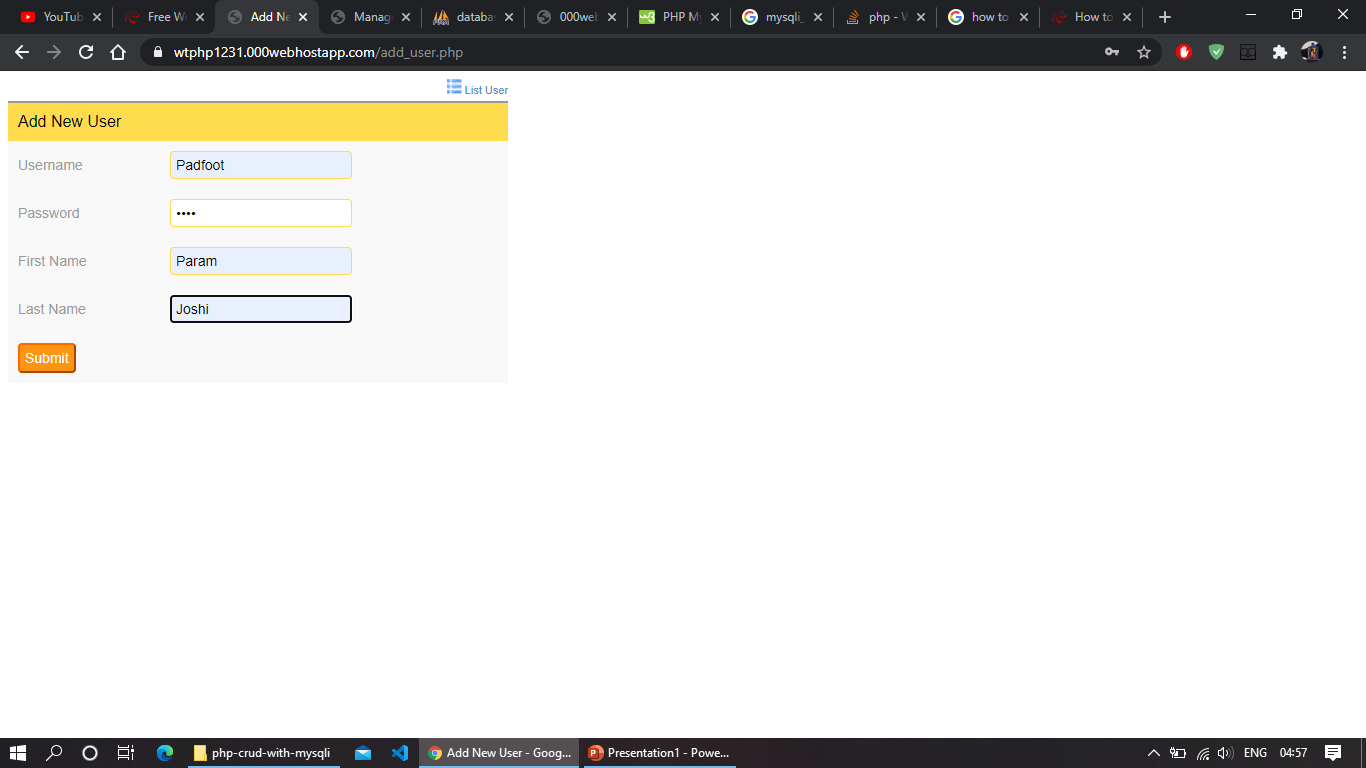 YouTub
Free We
Add Ne
Manag
databa
000web
PHP My
mysqli_
php - W
how to
How to
wtphp1231.000webhostapp.com/add_user.php
List User
Add New User
Username Padfoot
Password ••••
First Name Param
Last Name Joshi
Submit
php-crud-with-mysqli
Add New User - Goog...
Presentation1 - Powe...
ENG
04:57